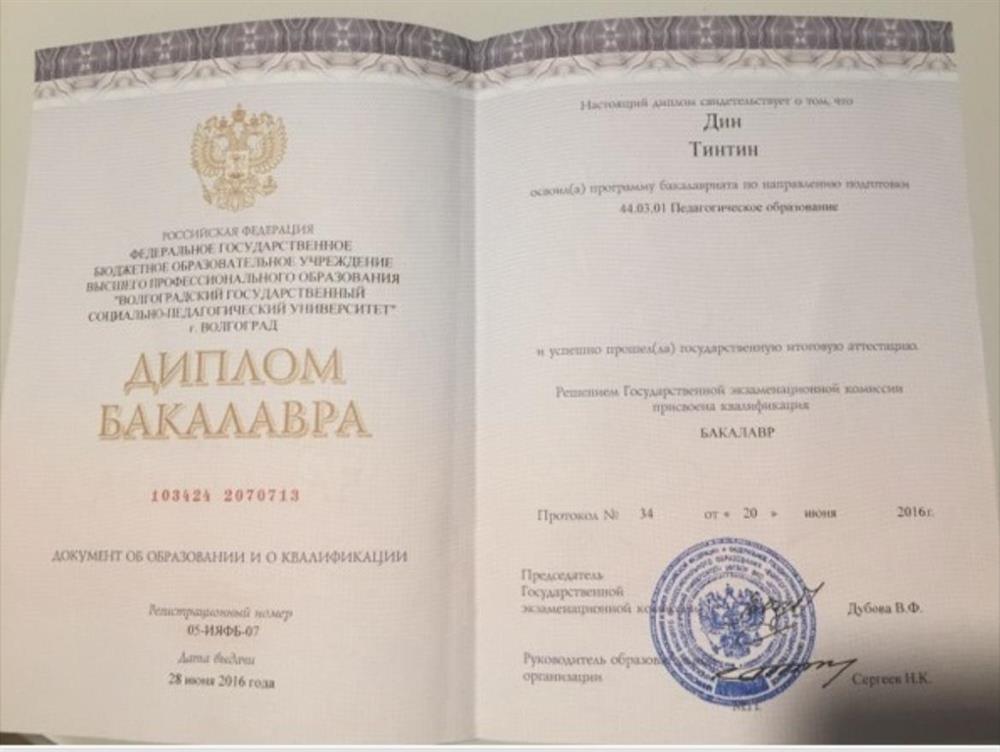 РОССИЙСКАЯ ФЕДЕРАЦИЯ
ФЕДЕРАЛЬНОЕ ГОСУДАРСТВЕННОЕ
БЮДЖЕТНОЕ ОБРАЗОВАТЕЛЬНОЕ УЧРЕЖДЕНИЕ
ВЫСШЕГО ПРОФЕССИОНАЛЬНОГО ОБРАЗОВАНИЯ
"ВОЛГОГРАДСКИЙ ГОСУДАРСТВЕННЫЙ
СОЦИАЛЬНО-ПЕДАГОГИЧЕСКИЙ УНИВЕРСИТЕТ"
г. ВОЛГОГРАД
ДИПЛОМ
БАКАЛАВРА
103424 2070713
ДОКУМЕНТ ОБ ОБРАЗОВАНИИ И О КВАЛИФИКАЦИИ
Регистрационный номер
05-ИЯФБ-07
Дата выдачи
28 июня 2016 года
Настоящий диплом свидетельствует о том, что
Дин
Тинтин
освоил(а) программу бакалавриата по направлению подготовки
44.03.01 Педагогическое образование
и успешно прошел(ла) государственную итоговую аттестацию.
Решением Государственной экзаменационной комиссии
присвоена квалификация
БАКАЛАВР
Протокол № 34 от « 20 » июня 2016 г.
Председатель
Государственной
экзаменационной Дубова В.Ф.
Руководитель
организации Сергеев Н.К.
М.П.